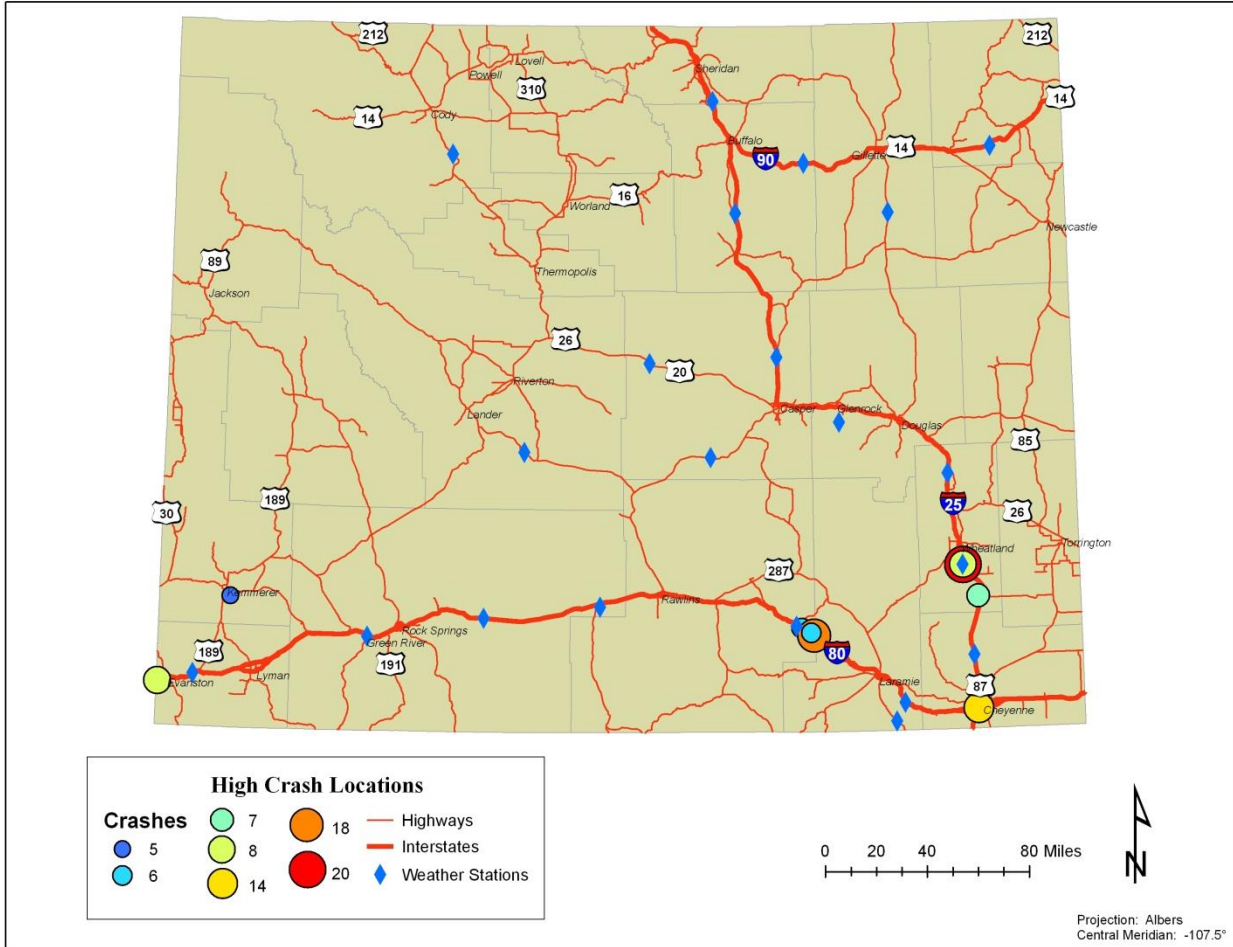 212
212
Lovell
Powell
Sheridan
310
14
14
Cody
Buffalo
90
Gillette
14
16
Worland
Newcastle
89
Thermopolis
Jackson
26
20
Riverton
Lander
Casper
Glenrock
Douglas
85
189
30
25
26
Wheatland
Torrington
287
Kemmerer
Rawlins
Rock Springs
Green River
189
191
80
Lyman
Evanston
Laramie
87
Cheyenne
High Crash Locations
Crashes
5
6
7
8
14
18
20
Highways
Interstates
Weather Stations
0 20 40 80 Miles
N
Projection: Albers
Central Meridian: -107.5°